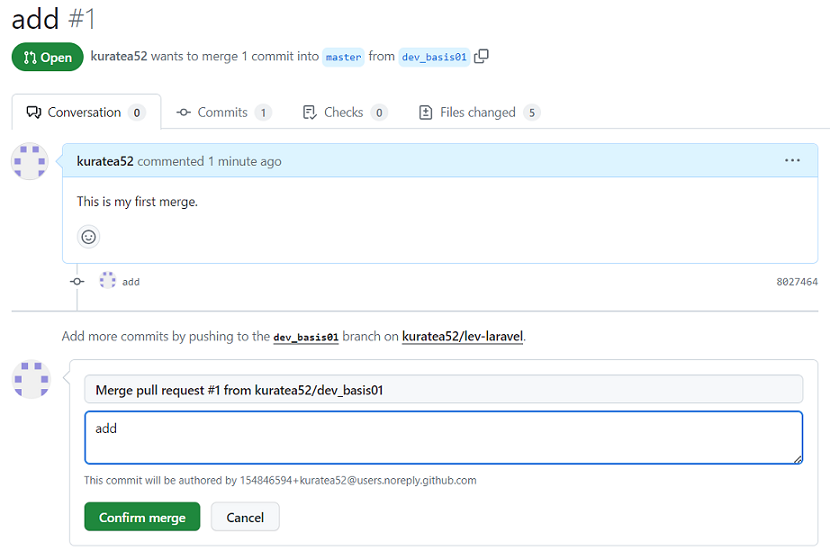 add #1
Open kuratea52 wants to merge 1 commit into master from dev_basis01
Conversation 0 Commits 1 Checks 0 Files changed 5
kuratea52 commented 1 minute ago
This is my first merge.
add 8027464
Add more commits by pushing to the dev_basis01 branch on kuratea52/lev-laravel.
Merge pull request #1 from kuratea52/dev_basis01
add
This commit will be authored by 154846594+kuratea52@users.noreply.github.com
Confirm merge Cancel